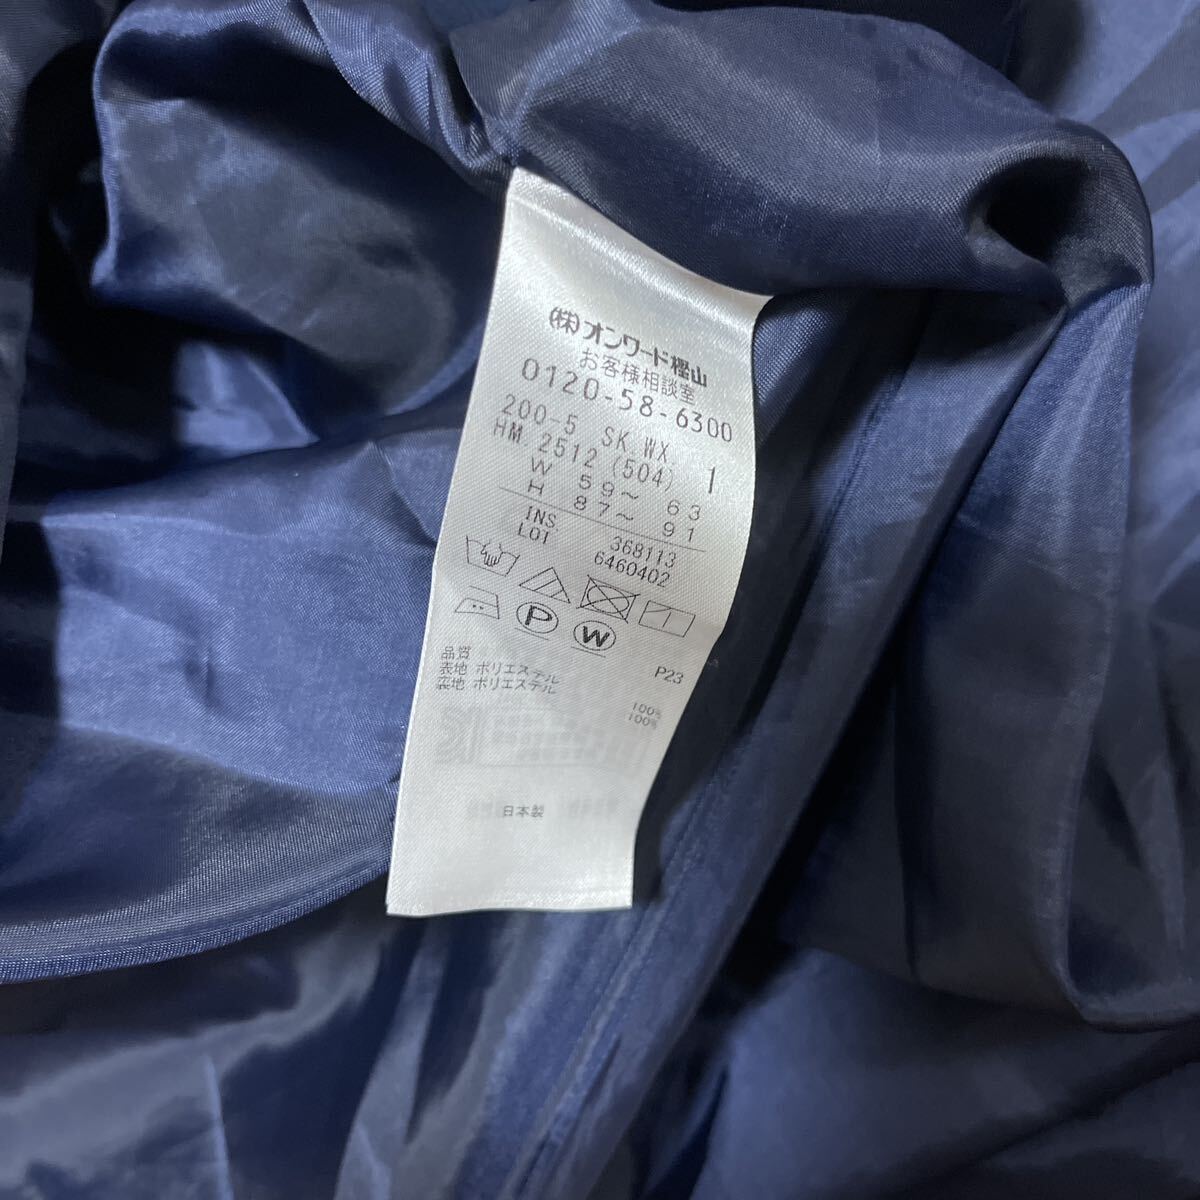 ㈱オンワード樫山
お客様相談室
0120-58-6300
200-5 SK WX 1
HM 2512 (504)
W 59～ 63
H 87～ 91
INS 368113
LOT 6460402
P
W
P23
品質
表地 ポリエステル 100%
裏地 ポリエステル 100%
日本製